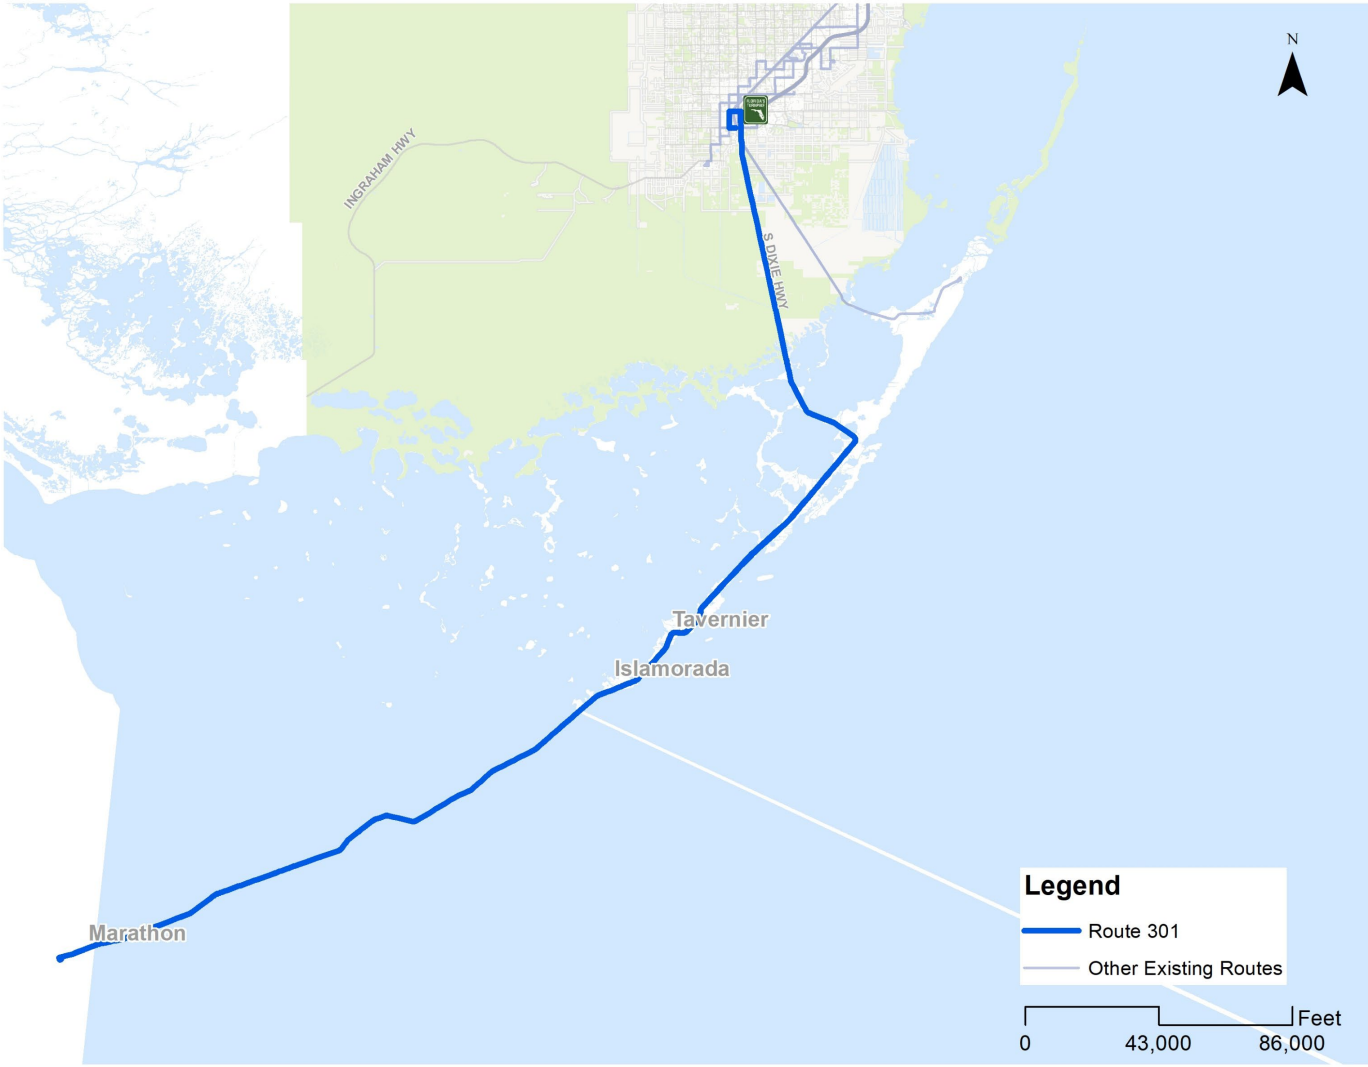 N
INGRAHAM HWY
S DIXIE HWY
Tavernier
Islamorada
Marathon
Legend
Route 301
Other Existing Routes
Feet
0 43,000 86,000